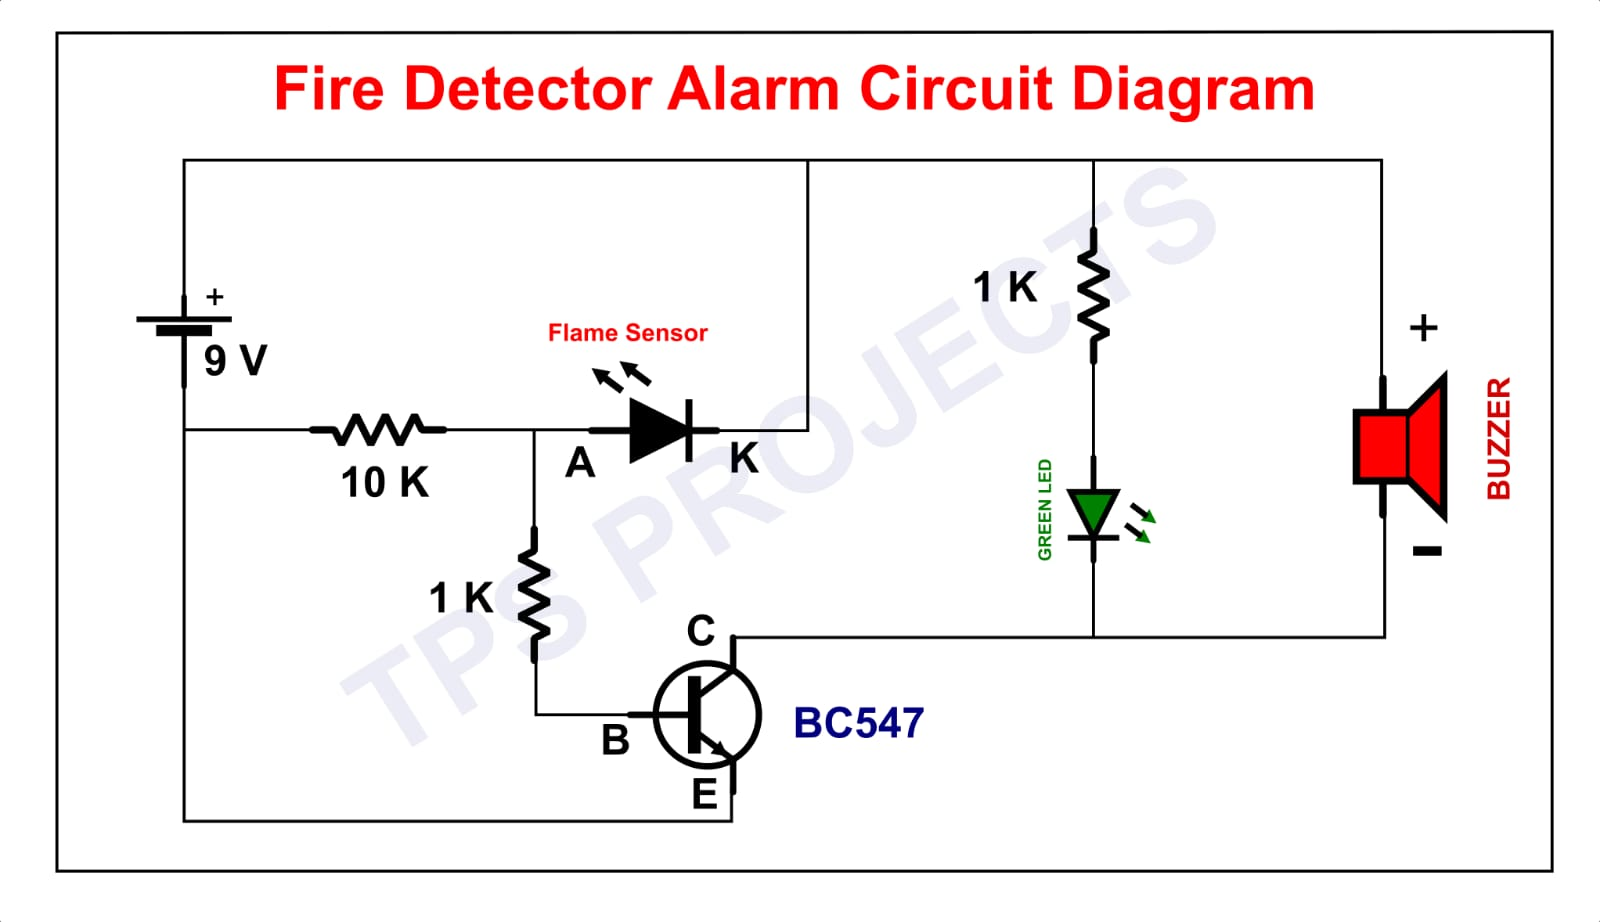 Fire Detector Alarm Circuit Diagram
+
9 V
Flame Sensor
10 K
A
K
1 K
1 K
GREEN LED
+
BUZZER
-
C
B
E
BC547
TPS PROJECTS